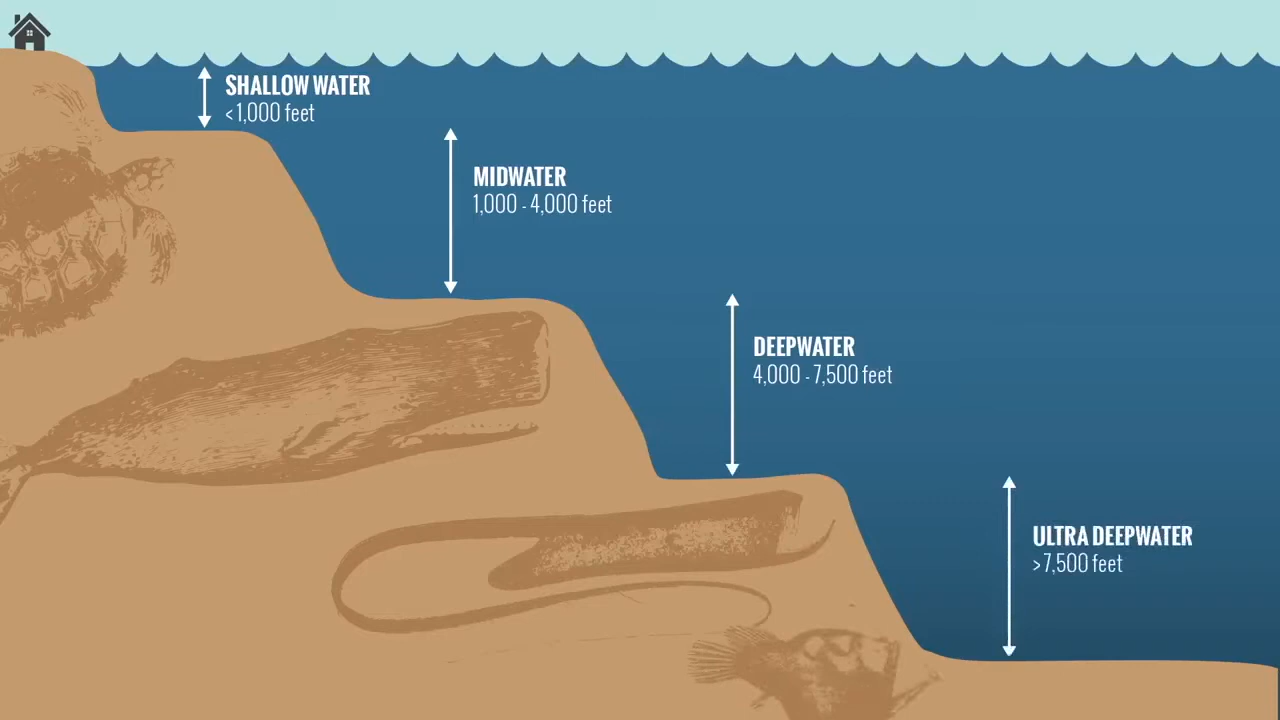 SHALLOW WATER
< 1,000 feet
MIDWATER
1,000 - 4,000 feet
DEEPWATER
4,000 - 7,500 feet
ULTRA DEEPWATER
> 7,500 feet